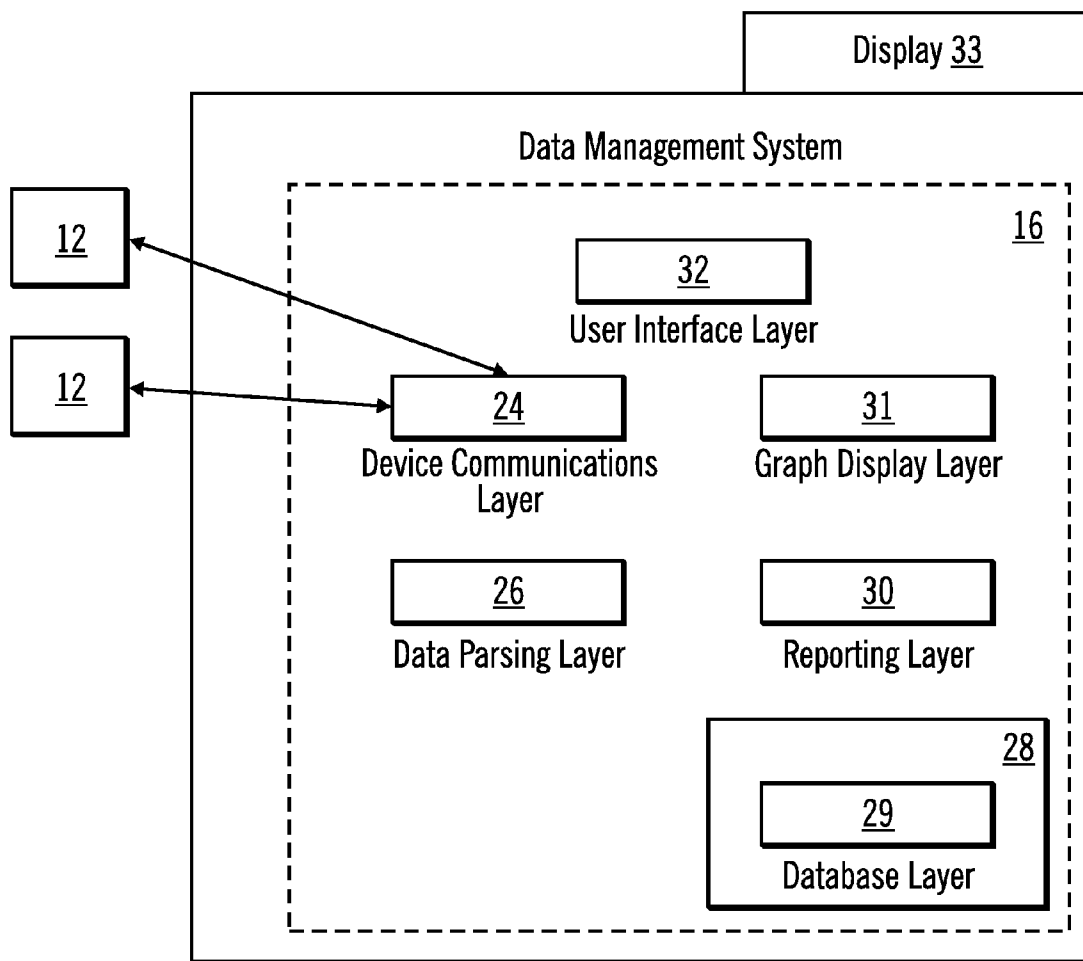 Display 33
Data Management System
16
12
32
User Interface Layer
12
24
Device Communications
Layer
31
Graph Display Layer
26
Data Parsing Layer
30
Reporting Layer
28
29
Database Layer